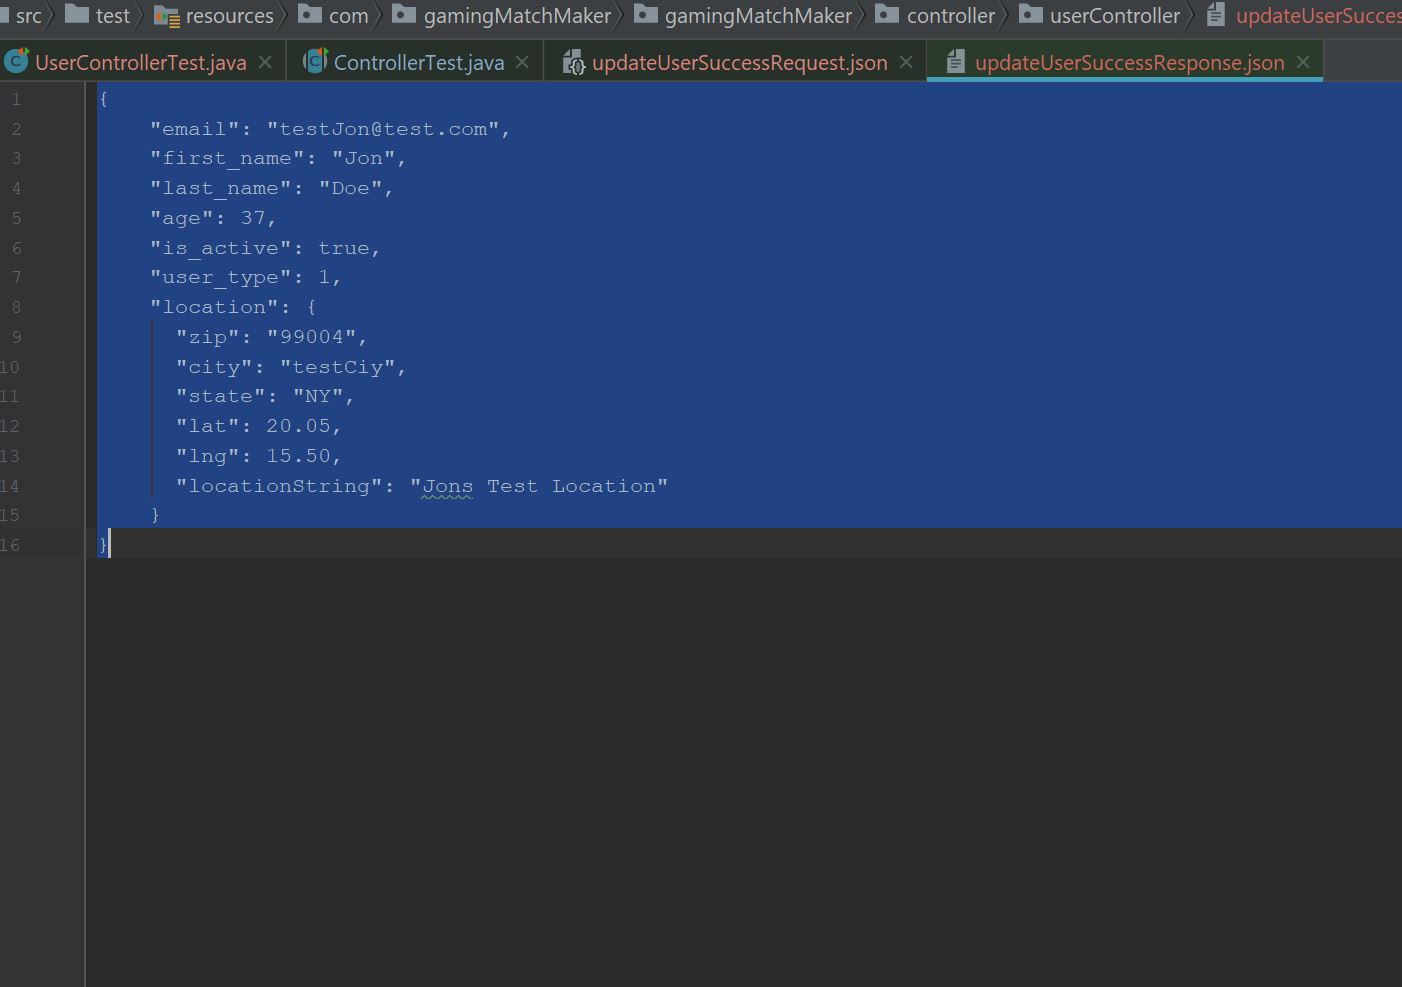 src test resources com gamingMatchMaker gamingMatchMaker controller userController updateUserSucces
UserControllerTest.java ControllerTest.java updateUserSuccessRequest.json updateUserSuccessResponse.json
1 {
2 "email": "testJon@test.com",
3 "first_name": "Jon",
4 "last_name": "Doe",
5 "age": 37,
6 "is_active": true,
7 "user_type": 1,
8 "location": {
9 "zip": "99004",
10 "city": "testCiy",
11 "state": "NY",
12 "lat": 20.05,
13 "lng": 15.50,
14 "locationString": "Jons Test Location"
15 }
16 }